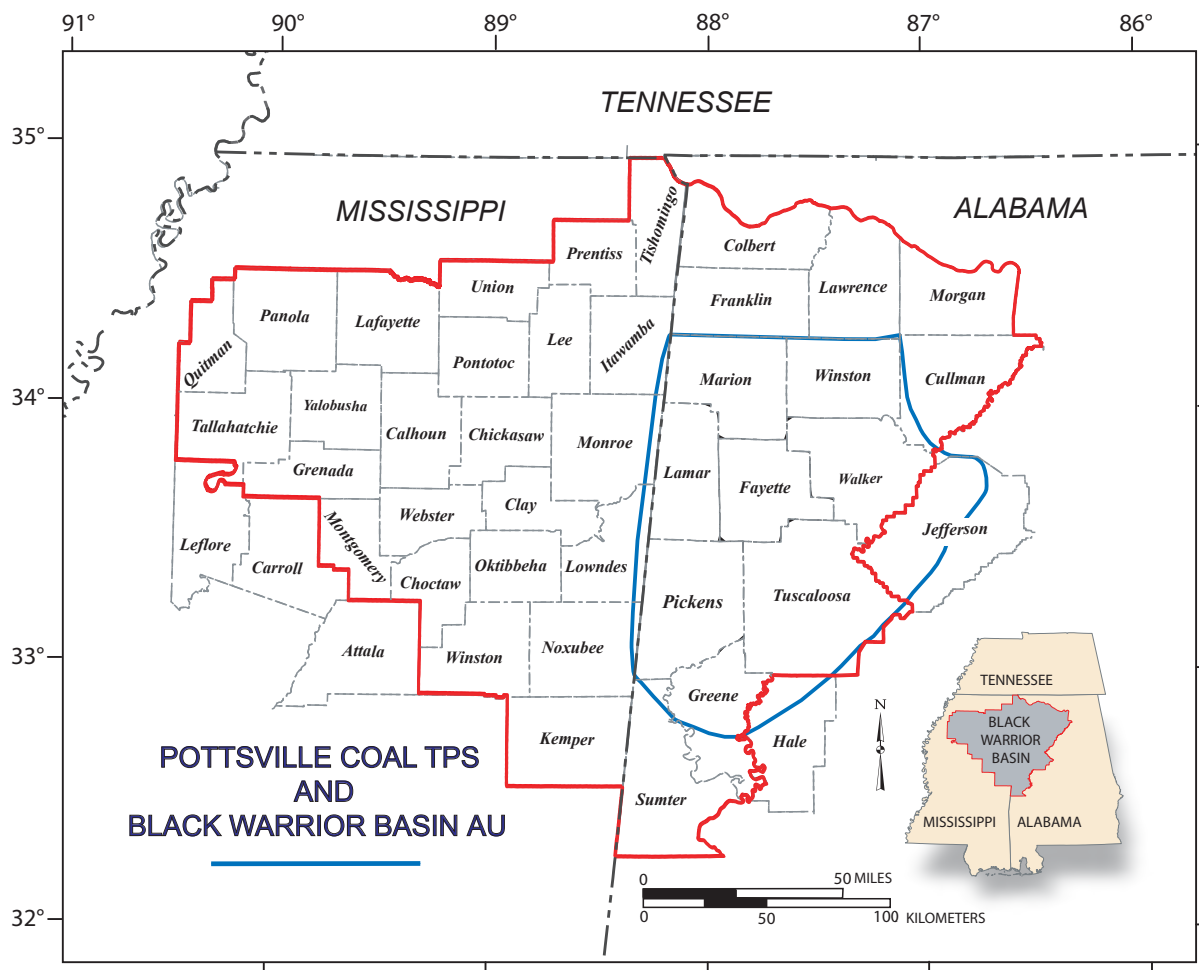 91°
90°
89°
88°
87°
86°
TENNESSEE
35°
MISSISSIPPI
ALABAMA
Tishomingo
Prentiss
Colbert
Union
Franklin
Lawrence
Morgan
Panola
Lafayette
Lee
Itawamba
Pontotoc
Quitman
34°
Marion
Winston
Cullman
Tallahatchie
Yalobusha
Calhoun
Chickasaw
Monroe
Grenada
Lamar
Fayette
Walker
Webster
Clay
Jefferson
Leflore
Montgomery
Carroll
Choctaw
Oktibbeha
Lowndes
Pickens
Tuscaloosa
33°
Attala
Winston
Noxubee
Greene
Hale
Kemper
Sumter
N
POTTSVILLE COAL TPS
AND
BLACK WARRIOR BASIN AU
TENNESSEE
BLACK
WARRIOR
BASIN
MISSISSIPPI
ALABAMA
0
50 MILES
0
50
100
KILOMETERS
32°